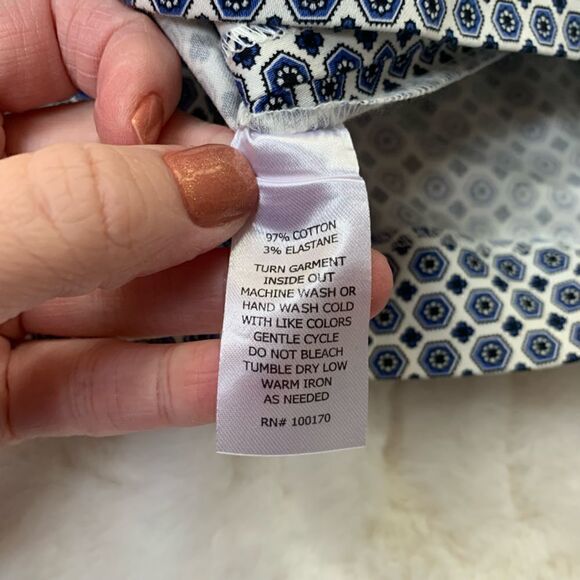 97% COTTON
3% ELASTANE
TURN GARMENT
INSIDE OUT
MACHINE WASH OR
HAND WASH COLD
WITH LIKE COLORS
GENTLE CYCLE
DO NOT BLEACH
TUMBLE DRY LOW
WARM IRON
AS NEEDED
RN# 100170